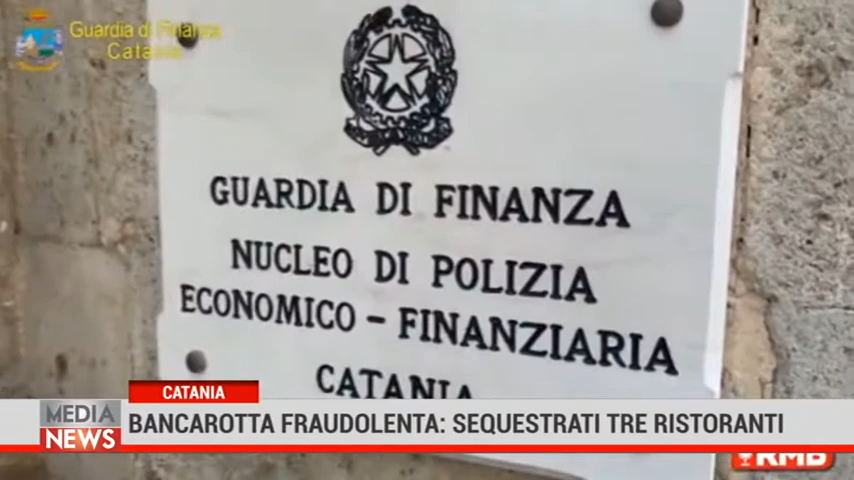 Guardia di Finanza
Catania
GUARDIA DI FINANZA
NUCLEO DI POLIZIA
ECONOMICO - FINANZIARIA
CATANIA
CATANIA
MEDIA
NEWS
BANCAROTTA FRAUDOLENTA: SEQUESTRATI TRE RISTORANTI
RMB